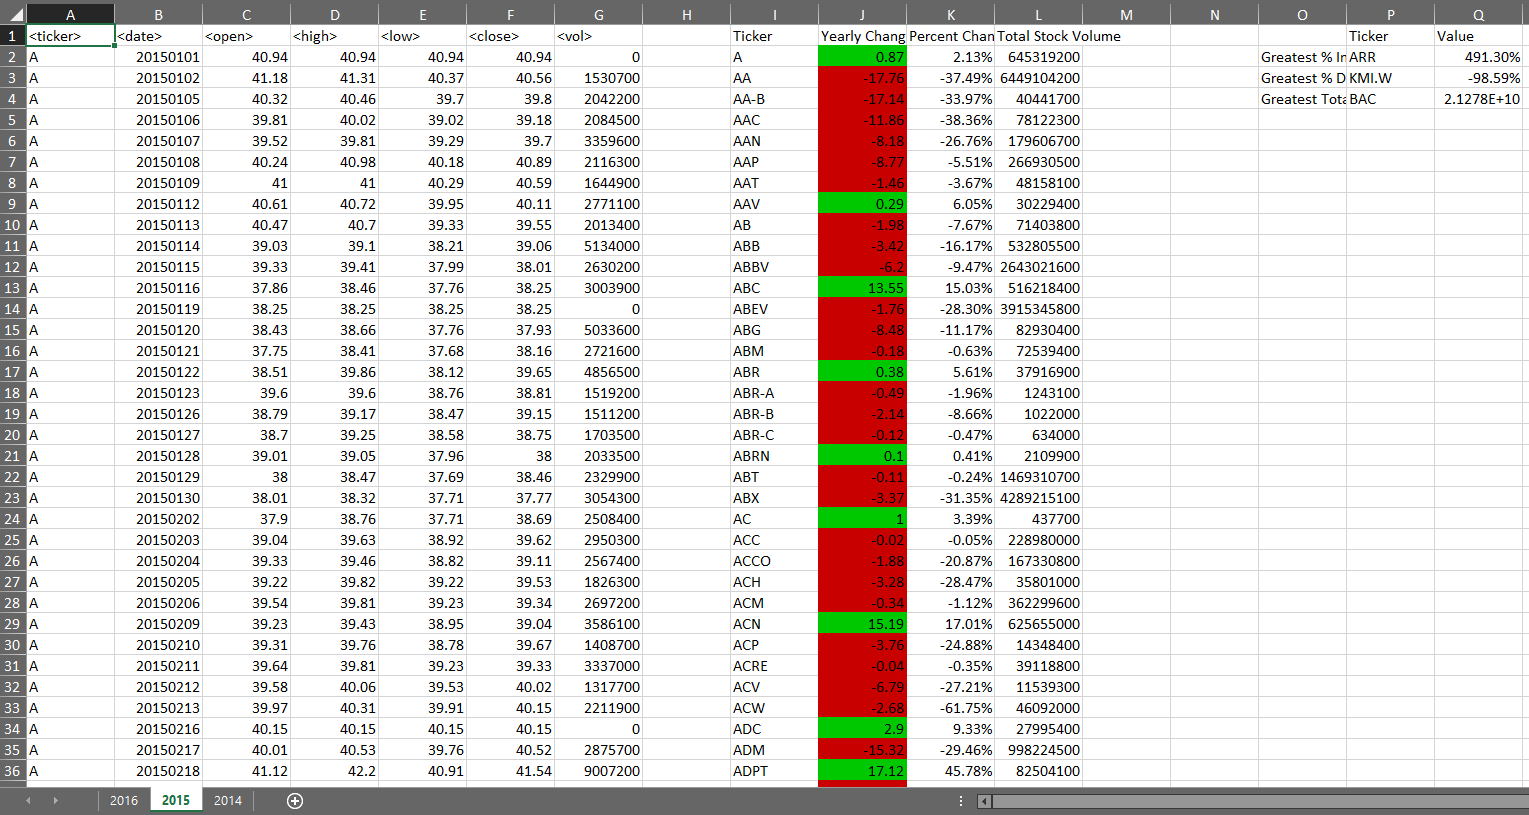 A B C D E F G H I J K L M N O P Q
1 <ticker> <date> <open> <high> <low> <close> <vol> Ticker Yearly Chang Percent Chan Total Stock Volume Ticker Value
2 A 20150101 40.94 40.94 40.94 40.94 0 A 0.87 2.13% 645319200 Greatest % In ARR 491.30%
3 A 20150102 41.18 41.31 40.37 40.56 1530700 AA -17.76 -37.49% 6449104200 Greatest % D KMI.W -98.59%
4 A 20150105 40.32 40.46 39.7 39.8 2042200 AA-B -17.14 -33.97% 40441700 Greatest Tota BAC 2.1278E+10
5 A 20150106 39.81 40.02 39.02 39.18 2084500 AAC -11.86 -38.36% 78122300
6 A 20150107 39.52 39.81 39.29 39.7 3359600 AAN -8.18 -26.76% 179606700
7 A 20150108 40.24 40.98 40.18 40.89 2116300 AAP -8.77 -5.51% 266930500
8 A 20150109 41 41 40.29 40.59 1644900 AAT -1.46 -3.67% 48158100
9 A 20150112 40.61 40.72 39.95 40.11 2771100 AAV 0.29 6.05% 30229400
10 A 20150113 40.47 40.7 39.33 39.55 2013400 AB -1.98 -7.67% 71403800
11 A 20150114 39.03 39.1 38.21 39.06 5134000 ABB -3.42 -16.17% 532805500
12 A 20150115 39.33 39.41 37.99 38.01 2630200 ABBV -6.2 -9.47% 2643021600
13 A 20150116 37.86 38.46 37.76 38.25 3003900 ABC 13.55 15.03% 516218400
14 A 20150119 38.25 38.25 38.25 38.25 0 ABEV -1.76 -28.30% 3915345800
15 A 20150120 38.43 38.66 37.76 37.93 5033600 ABG -8.48 -11.17% 82930400
16 A 20150121 37.75 38.41 37.68 38.16 2721600 ABM -0.18 -0.63% 72539400
17 A 20150122 38.51 39.86 38.12 39.65 4856500 ABR 0.38 5.61% 37916900
18 A 20150123 39.6 39.6 38.76 38.81 1519200 ABR-A -0.49 -1.96% 1243100
19 A 20150126 38.79 39.17 38.47 39.15 1511200 ABR-B -2.14 -8.66% 1022000
20 A 20150127 38.7 39.25 38.58 38.75 1703500 ABR-C -0.12 -0.47% 634000
21 A 20150128 39.01 39.05 37.96 38 2033500 ABRN 0.1 0.41% 2109900
22 A 20150129 38 38.47 37.69 38.46 2329900 ABT -0.11 -0.24% 1469310700
23 A 20150130 38.01 38.32 37.71 37.77 3054300 ABX -3.37 -31.35% 4289215100
24 A 20150202 37.9 38.76 37.71 38.69 2508400 AC 1 3.39% 437700
25 A 20150203 39.04 39.63 38.92 39.62 2950300 ACC -0.02 -0.05% 228980000
26 A 20150204 39.33 39.46 38.82 39.11 2567400 ACCO -1.88 -20.87% 167330800
27 A 20150205 39.22 39.82 39.22 39.53 1826300 ACH -3.28 -28.47% 35801000
28 A 20150206 39.54 39.81 39.23 39.34 2697200 ACM -0.34 -1.12% 362299600
29 A 20150209 39.23 39.43 38.95 39.04 3586100 ACN 15.19 17.01% 625655000
30 A 20150210 39.31 39.76 38.78 39.67 1408700 ACP -3.76 -24.88% 14348400
31 A 20150211 39.64 39.81 39.23 39.33 3337000 ACRE -0.04 -0.35% 39118800
32 A 20150212 39.58 40.06 39.53 40.02 1317700 ACV -6.79 -27.21% 11539300
33 A 20150213 39.97 40.31 39.91 40.15 2211900 ACW -2.68 -61.75% 46092000
34 A 20150216 40.15 40.15 40.15 40.15 0 ADC 2.9 9.33% 27995400
35 A 20150217 40.01 40.53 39.76 40.52 2875700 ADM -15.32 -29.46% 998224500
36 A 20150218 41.12 42.2 40.91 41.54 9007200 ADPT 17.12 45.78% 82504100
2016 2015 2014